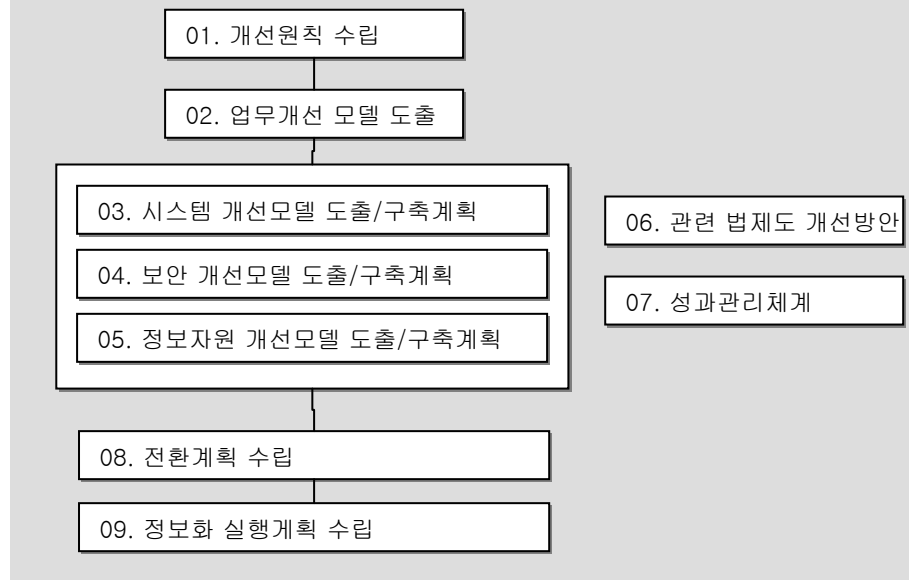 01. 개선원칙 수립
02. 업무개선 모델 도출
03. 시스템 개선모델 도출/구축계획
04. 보안 개선모델 도출/구축계획
05. 정보자원 개선모델 도출/구축계획
06. 관련 법제도 개선방안
07. 성과관리체계
08. 전환계획 수립
09. 정보화 실행게획 수립